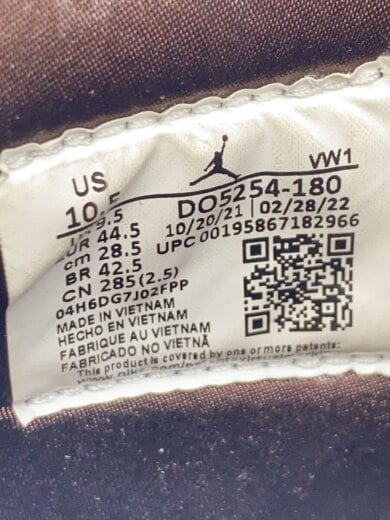 US
10.5
VW1
DO5254-180
9.5
10/20/21 02/28/22
EUR 44.5
UPC 00195867182966
cm 28.5
BR 42.5
CN 285(2.5)
04H6DG7J02FPP
MADE IN VIETNAM
HECHO EN VIETNAM
FABRIQUE AU VIETNAM
FABRICADO NO VIETNÃ
This product is covered by one or more patents: